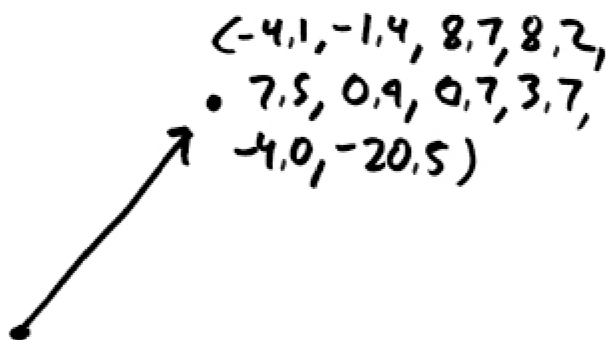 (-4.1, -1.4, 8.7, 8.2,
7.5, 0.9, 0.7, 3.7,
-4.0, -20.5)